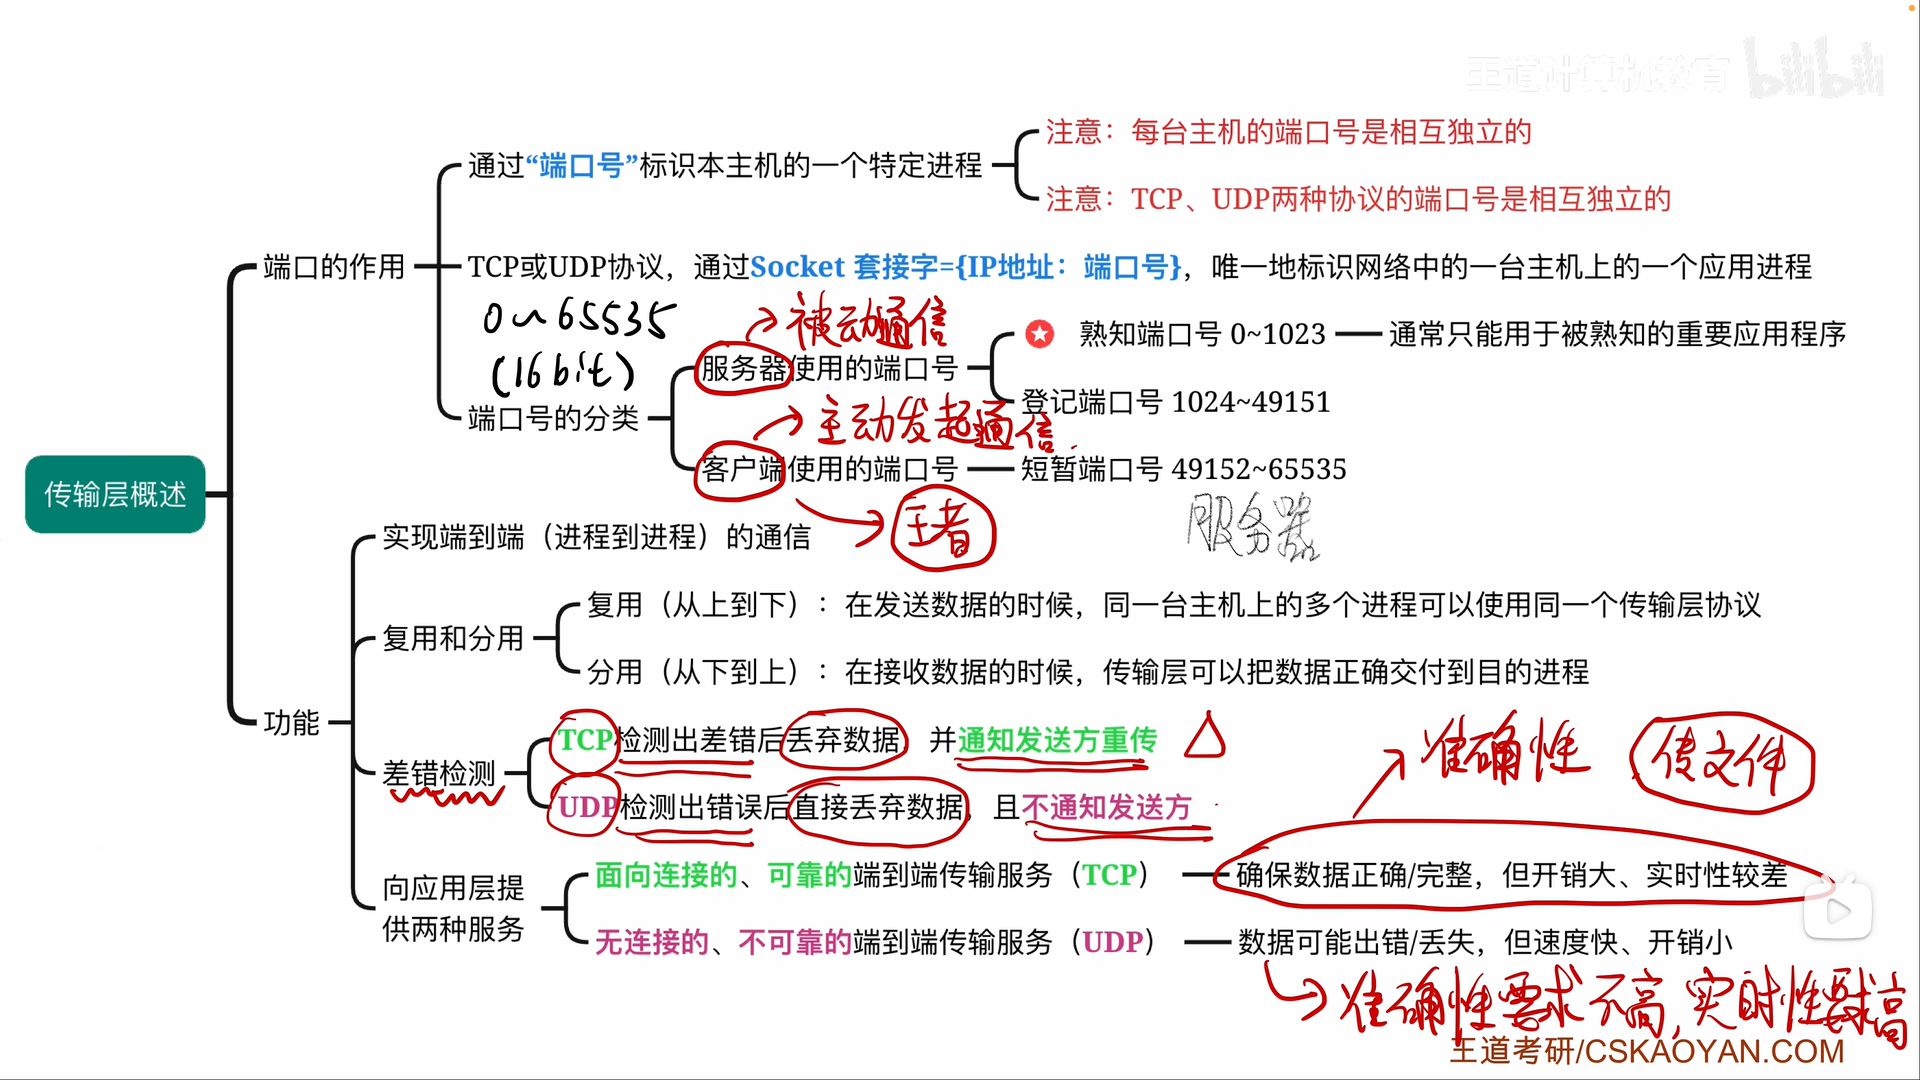 王道计算机教育 bilibili
传输层概述
端口的作用
通过“端口号”标识本主机的一个特定进程
注意：每台主机的端口号是相互独立的
注意：TCP、UDP两种协议的端口号是相互独立的
TCP或UDP协议，通过Socket 套接字={IP地址：端口号}，唯一地标识网络中的一台主机上的一个应用进程
0~65535
(16bit)
端口号的分类
→被动通信
服务器使用的端口号
熟知端口号 0~1023
通常只能用于被熟知的重要应用程序
登记端口号 1024~49151
→主动发起通信
客户端使用的端口号
短暂端口号 49152~65535
→王者
服务器
功能
实现端到端（进程到进程）的通信
复用和分用
复用（从上到下）：在发送数据的时候，同一台主机上的多个进程可以使用同一个传输层协议
分用（从下到上）：在接收数据的时候，传输层可以把数据正确交付到目的进程
差错检测
TCP检测出差错后丢弃数据，并通知发送方重传
UDP检测出错误后直接丢弃数据，且不通知发送方
向应用层提
供两种服务
面向连接的、可靠的端到端传输服务（TCP）
确保数据正确/完整，但开销大、实时性较差
→准确性
传文件
无连接的、不可靠的端到端传输服务（UDP）
数据可能出错/丢失，但速度快、开销小
→准确性要求不高,实时性要求高
王道考研/CSKAOYAN.COM